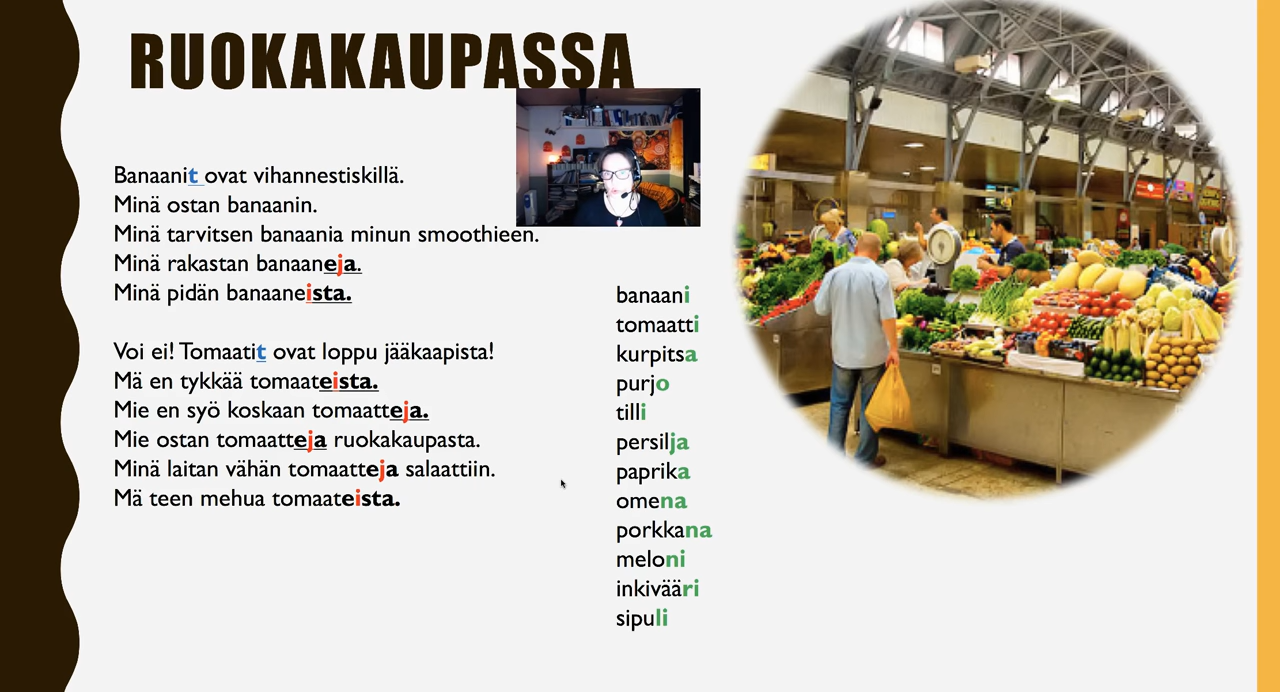 RUOKAKAUPASSA
Banaanit ovat vihannestiskillä.
Minä ostan banaanin.
Minä tarvitsen banaania minun smoothieen.
Minä rakastan banaaneja.
Minä pidän banaaneista.
Voi ei! Tomaatit ovat loppu jääkaapista!
Mä en tykkää tomaateista.
Mie en syö koskaan tomaatteja.
Mie ostan tomaatteja ruokakaupasta.
Minä laitan vähän tomaatteja salaattiin.
Mä teen mehua tomaateista.
banaani
tomaatti
kurpitsa
purjo
tilli
persilja
paprika
omena
porkkana
meloni
inkivääri
sipuli